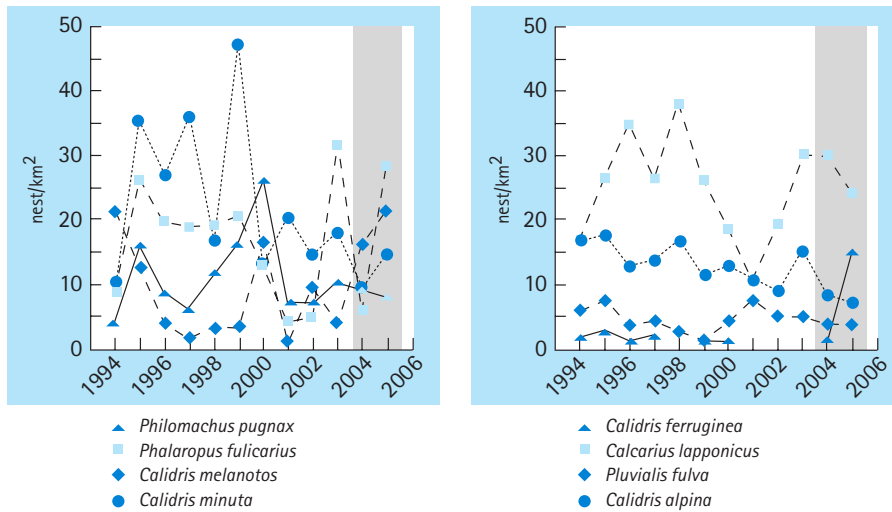 50
40
30
20
10
0
nest/km2
1994
1996
1998
2000
2002
2004
2006
Philomachus pugnax
Phalaropus fulicarius
Calidris melanotos
Calidris minuta
50
40
30
20
10
0
nest/km2
1994
1996
1998
2000
2002
2004
2006
Calidris ferruginea
Calcarius lapponicus
Pluvialis fulva
Calidris alpina